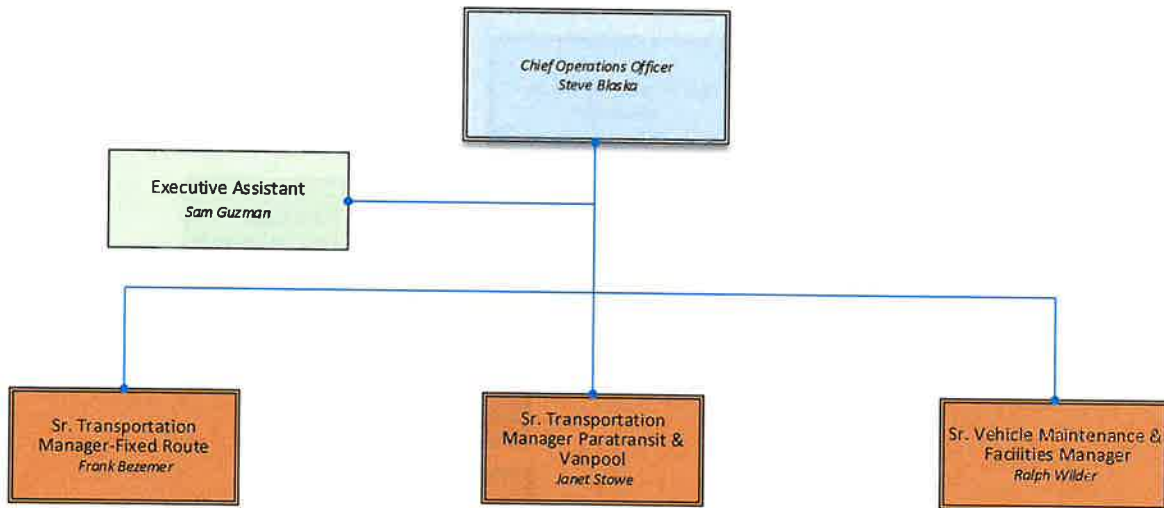 Chief Operations Officer
Steve Blaska
Executive Assistant
Sam Guzman
Sr. Transportation
Manager-Fixed Route
Frank Bezemer
Sr. Transportation
Manager Paratransit &
Vanpool
Janet Stowe
Sr. Vehicle Maintenance &
Facilities Manager
Ralph Wilder